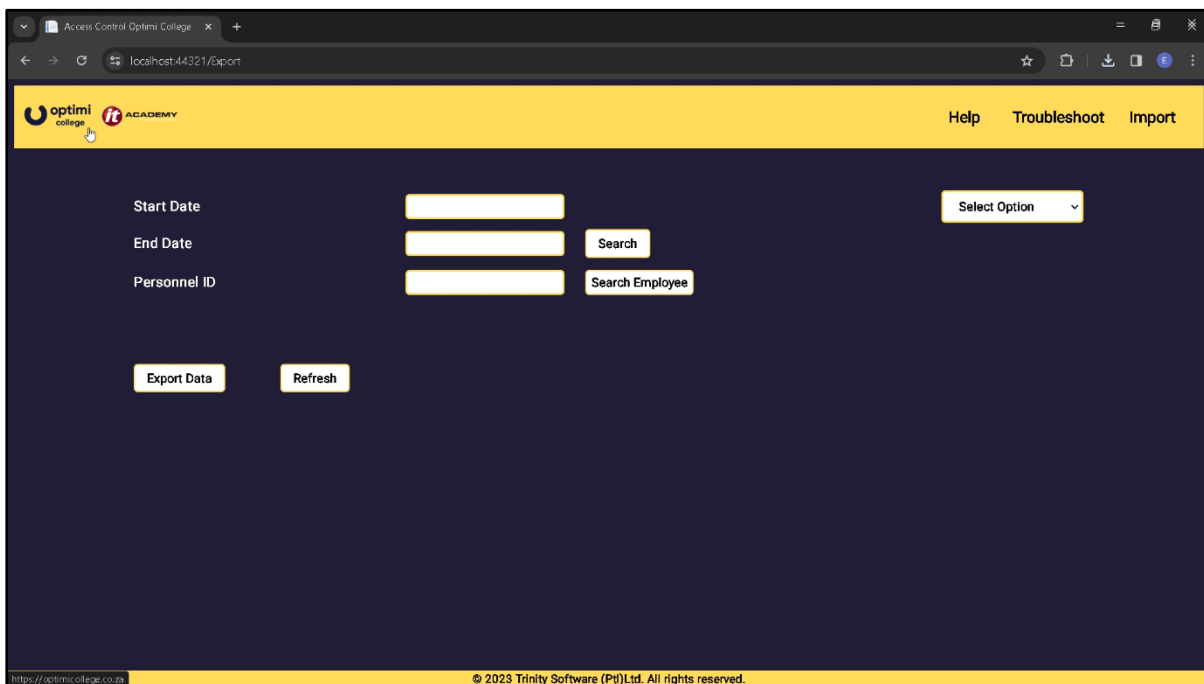 Access Control Optimi College
localhost:44321/Export
E
optimi
college
it ACADEMY
Help Troubleshoot Import
Start Date
Select Option
End Date
Search
Personnel ID
Search Employee
Export Data Refresh
https://optimicollege.co.za
© 2023 Trinity Software (Ptl)Ltd. All rights reserved.